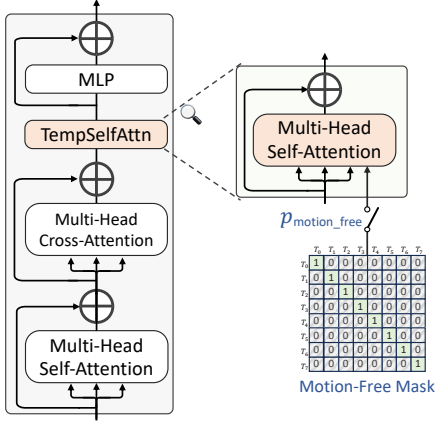 MLP
TempSelfAttn
Multi-Head
Cross-Attention
Multi-Head
Self-Attention
Multi-Head
Self-Attention
p_motion_free
T₀ T₁ T₂ T₃ T₄ T₅ T₆ T₇
T₀ 1 0 0 0 0 0 0 0
T₁ 0 1 0 0 0 0 0 0
T₂ 0 0 1 0 0 0 0 0
T₃ 0 0 0 1 0 0 0 0
T₄ 0 0 0 0 1 0 0 0
T₅ 0 0 0 0 0 1 0 0
T₆ 0 0 0 0 0 0 1 0
T₇ 0 0 0 0 0 0 0 1
Motion-Free Mask